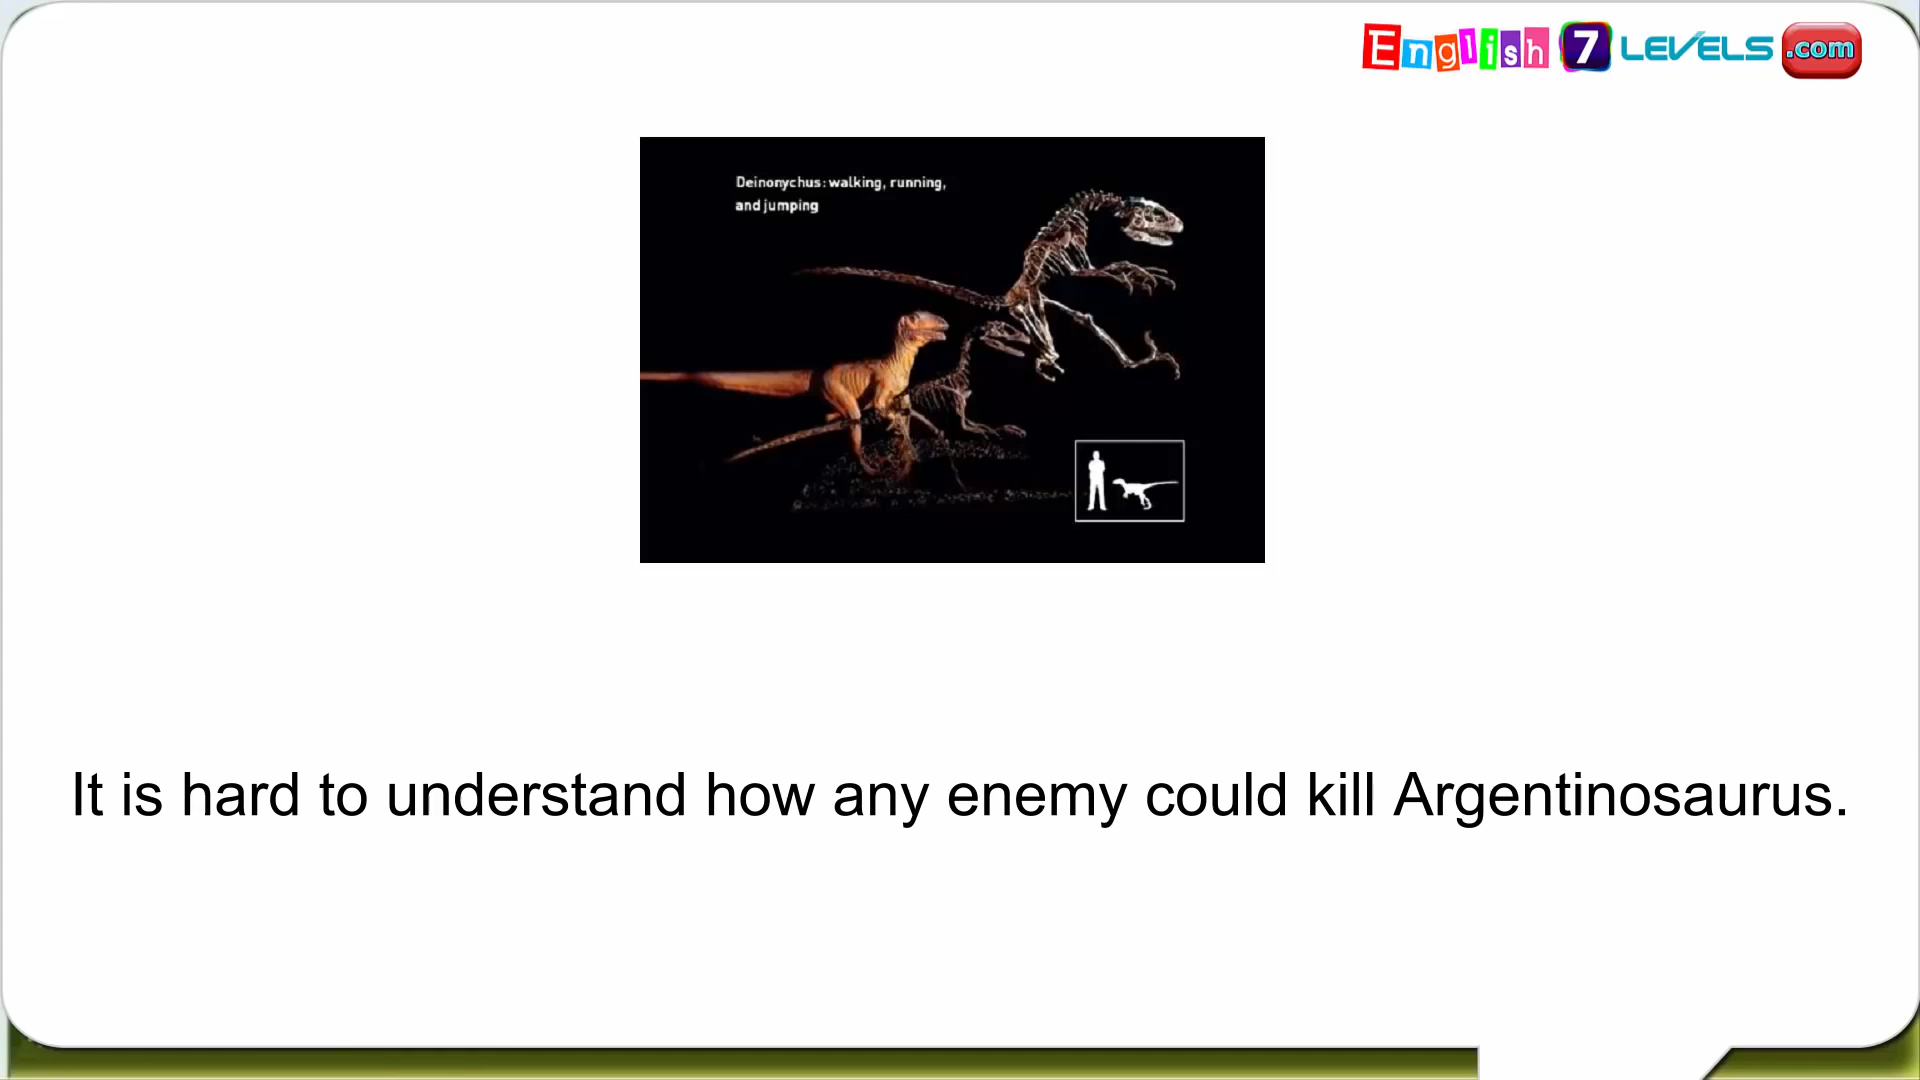 English 7 LEVELS .com
Deinonychus: walking, running,
and jumping
It is hard to understand how any enemy could kill Argentinosaurus.